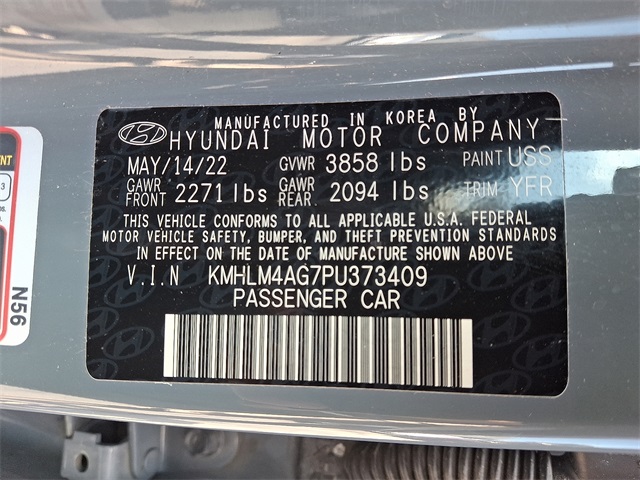 MANUFACTURED IN KOREA BY
HYUNDAI MOTOR COMPANY
MAY/14/22 GVWR 3858 lbs PAINT USS
GAWR FRONT 2271 lbs GAWR REAR. 2094 lbs TRIM YFR
THIS VEHICLE CONFORMS TO ALL APPLICABLE U.S.A. FEDERAL
MOTOR VEHICLE SAFETY, BUMPER, AND THEFT PREVENTION STANDARDS
IN EFFECT ON THE DATE OF MANUFACTURE SHOWN ABOVE
V.I.N KMHLM4AG7PU373409
PASSENGER CAR
3
N56